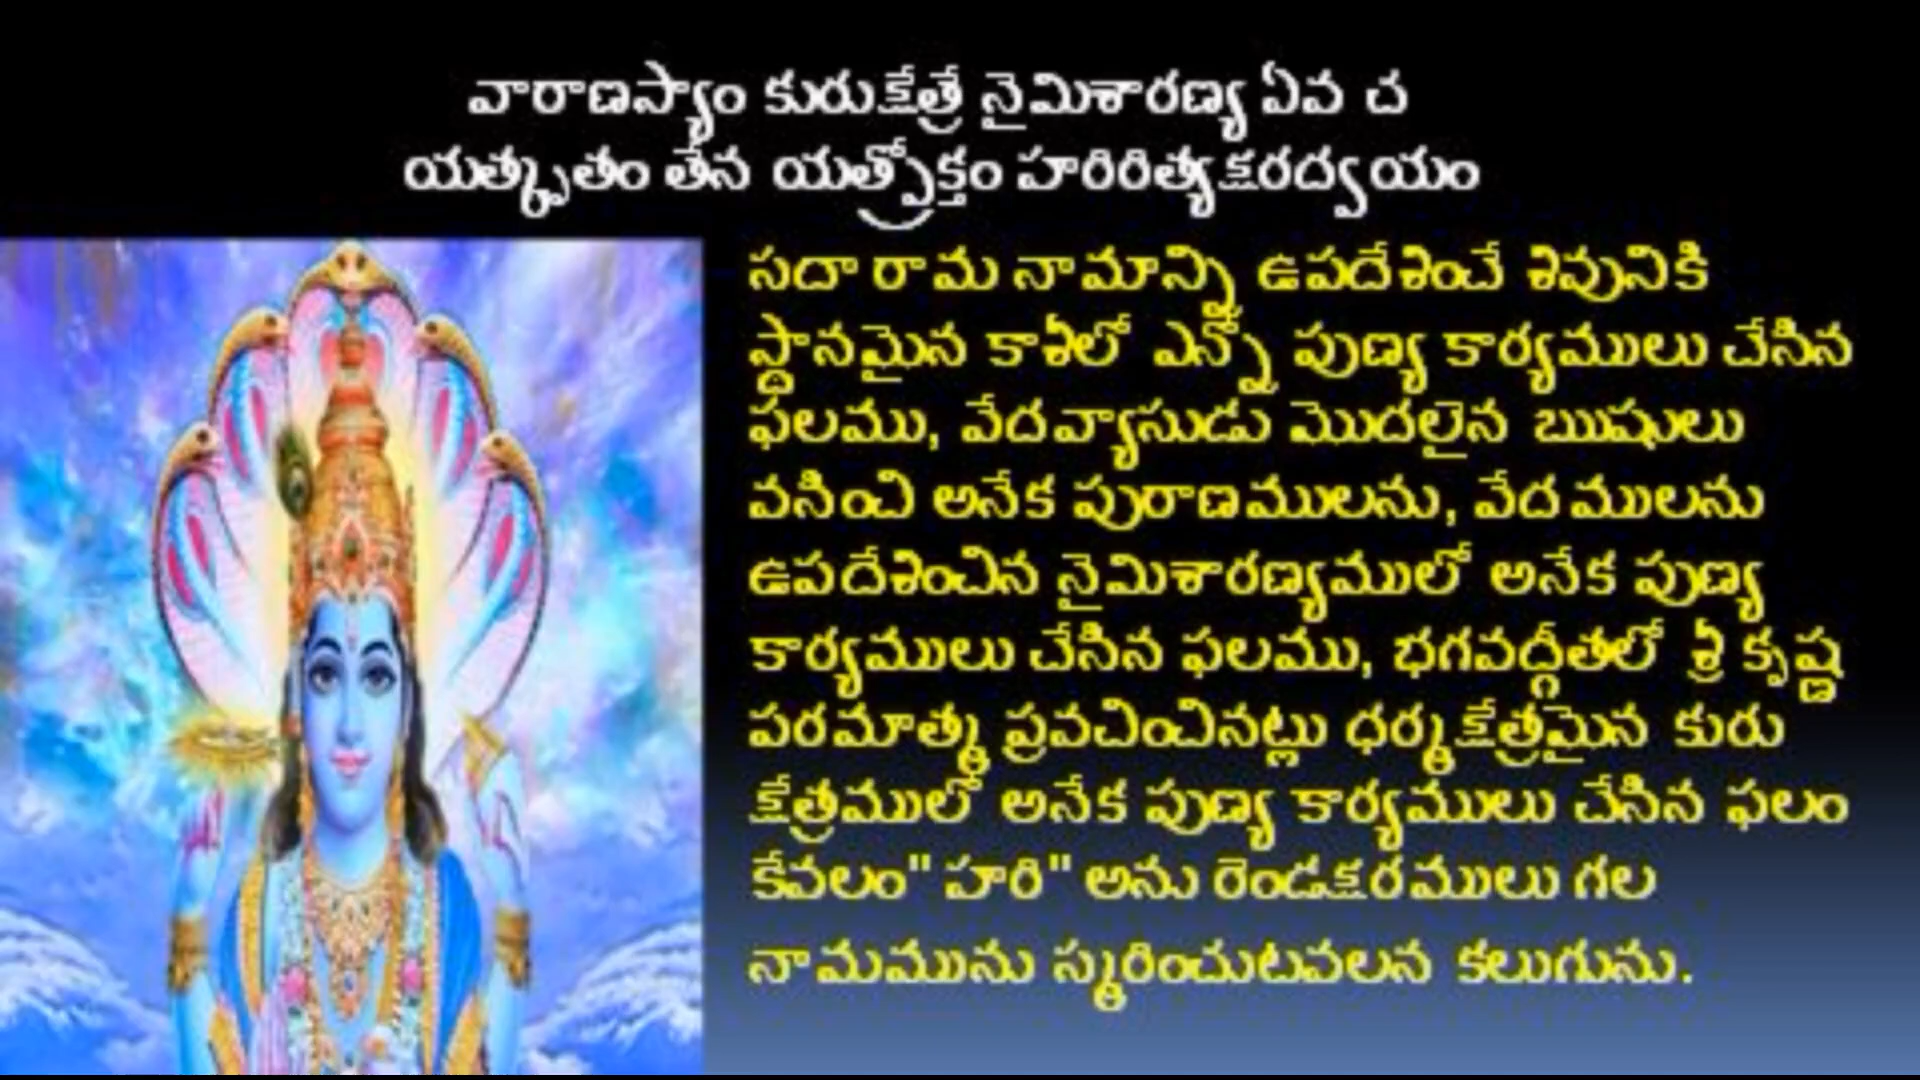 వారాణస్యాం కురుక్షేత్రే నైమిశారణ్య ఏవ చ
యత్కృతం తేన యత్ప్రోక్తం హరిరిత్యక్షరద్వయం
సదా రామ నామాన్ని ఉపదేశించే శివునికి
స్థానమైన కాశీలో ఎన్నో పుణ్య కార్యములు చేసిన
ఫలము, వేదవ్యాసుడు మొదలైన ఋషులు
వసించి అనేక పురాణములను, వేదములను
ఉపదేశించిన నైమిశారణ్యములో అనేక పుణ్య
కార్యములు చేసిన ఫలము, భగవద్గీతలో శ్రీ కృష్ణ
పరమాత్మ ప్రవచించినట్లు ధర్మక్షేత్రమైన కురు
క్షేత్రములో అనేక పుణ్య కార్యములు చేసిన ఫలం
కేవలం" హరి" అను రెండక్షరములు గల
నామమును స్మరించుటవలన కలుగును.